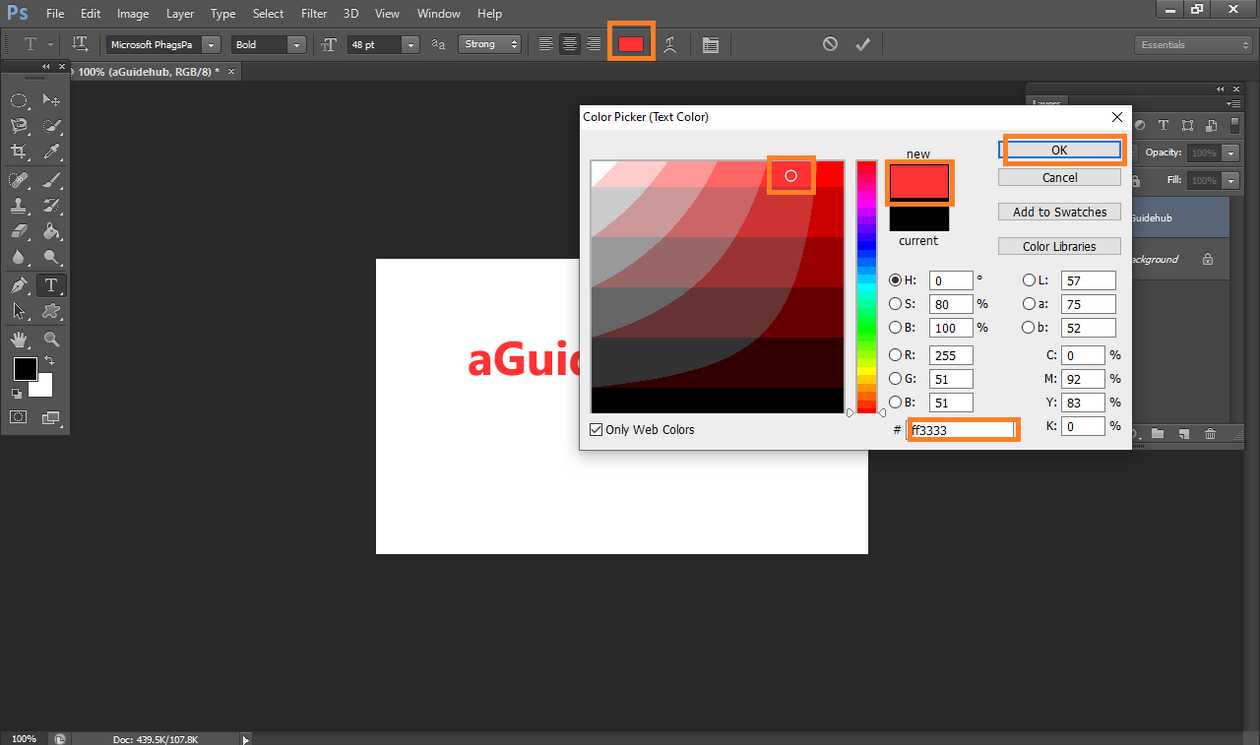 Ps File Edit Image Layer Type Select Filter 3D View Window Help
T Microsoft PhagsPa Bold 48 pt aa Strong Essentials
100% (aGuidehub, RGB/8) * ×
Color Picker (Text Color)
new
OK
Cancel
Add to Swatches
current
Color Libraries
H: 0 ° L: 57
S: 80 % a: 75
B: 100 % b: 52
R: 255 C: 0 %
G: 51 M: 92 %
B: 51 Y: 83 %
# ff3333 K: 0 %
Only Web Colors
Layers
Opacity: 100%
Fill: 100%
Guidehub
ckground
aGuid
100% Doc: 439.5K/107.8K